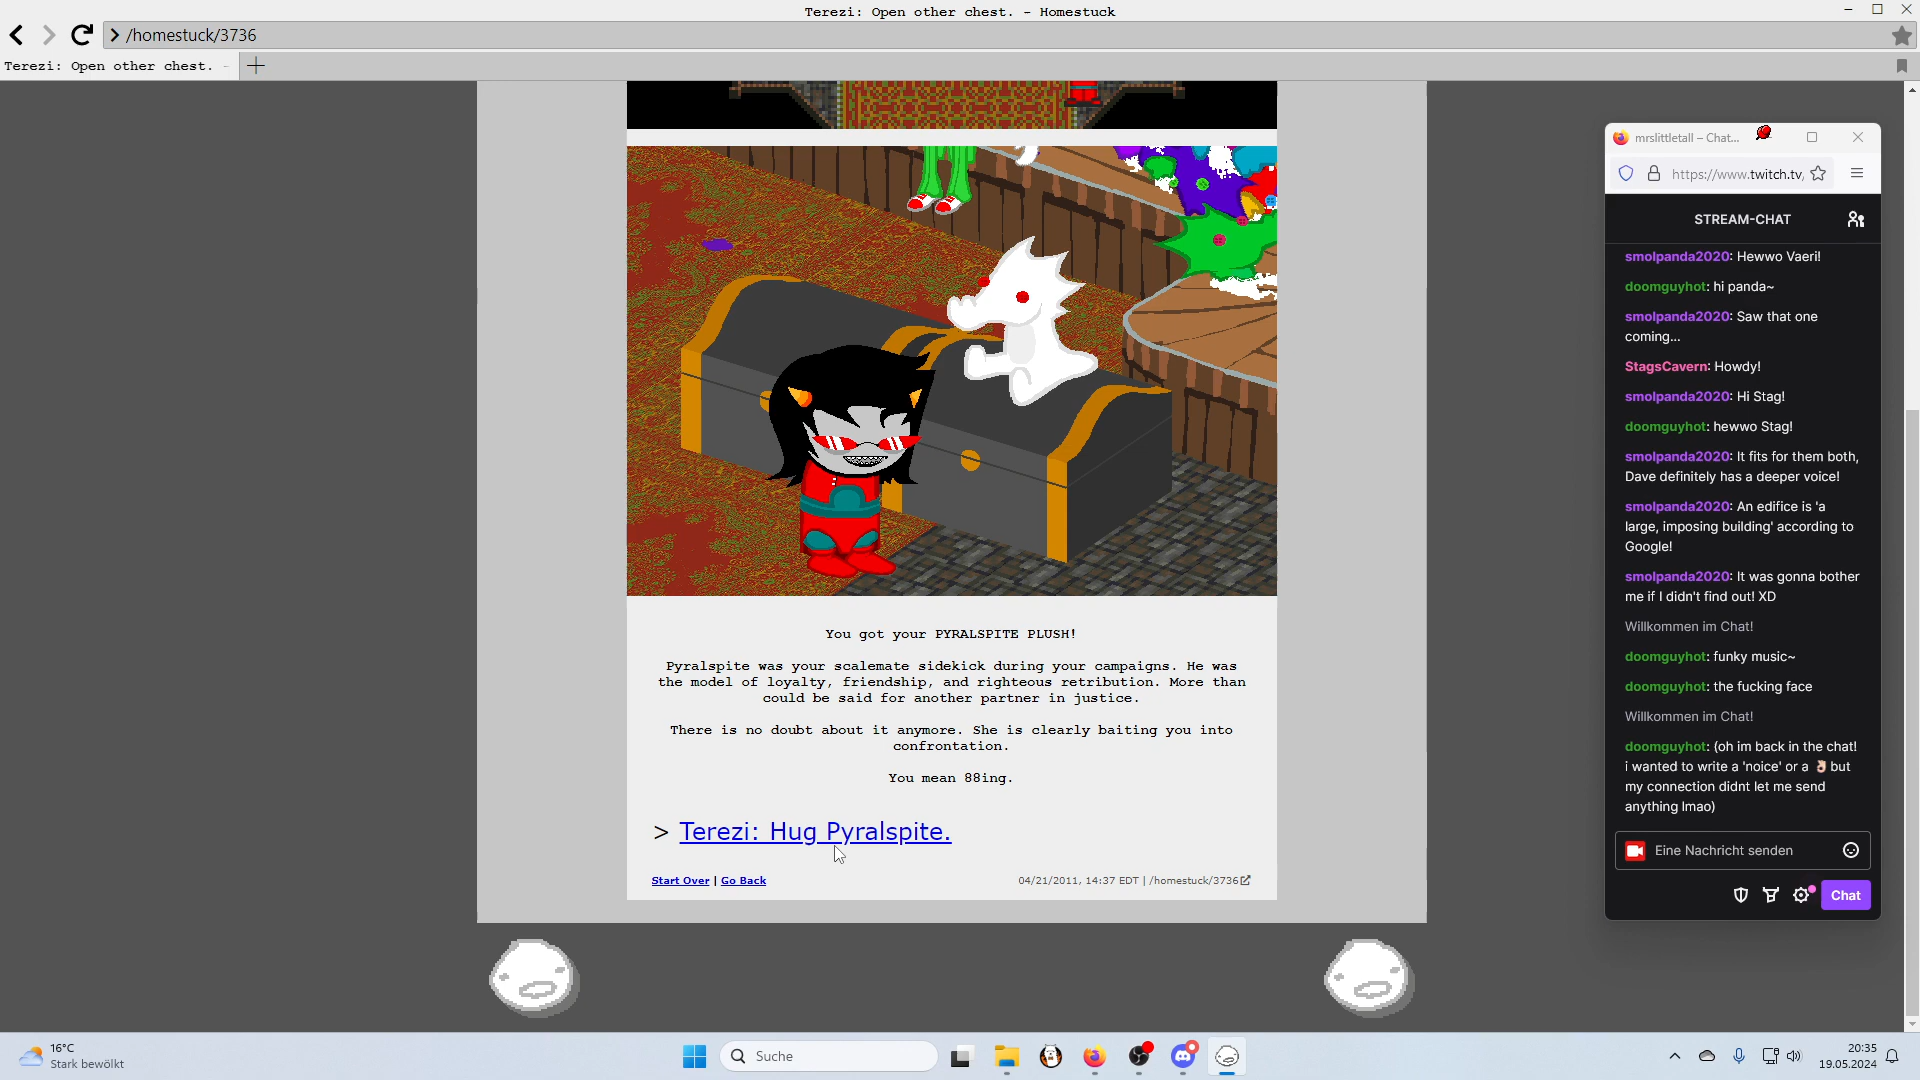 Terezi: Open other chest. - Homestuck
/homestuck/3736
Terezi: Open other chest. -
mrslittletall – Chat...
https://www.twitch.tv/
STREAM-CHAT
smolpanda2020: Hewwo Vaeri!
doomguyhot: hi panda~
smolpanda2020: Saw that one
coming...
StagsCavern: Howdy!
smolpanda2020: Hi Stag!
doomguyhot: hewwo Stag!
smolpanda2020: It fits for them both,
Dave definitely has a deeper voice!
smolpanda2020: An edifice is 'a
large, imposing building' according to
Google!
smolpanda2020: It was gonna bother
me if I didn't find out! XD
Willkommen im Chat!
doomguyhot: funky music~
doomguyhot: the fucking face
Willkommen im Chat!
doomguyhot: (oh im back in the chat!
i wanted to write a 'noice' or a 👌🏻 but
my connection didnt let me send
anything lmao)
Eine Nachricht senden
Chat
You got your PYRALSPITE PLUSH!
Pyralspite was your scalemate sidekick during your campaigns. He was
the model of loyalty, friendship, and righteous retribution. More than
could be said for another partner in justice.
There is no doubt about it anymore. She is clearly baiting you into
confrontation.
You mean 88ing.
> Terezi: Hug Pyralspite.
Start Over | Go Back
04/21/2011, 14:37 EDT | /homestuck/3736
16°C
Stark bewölkt
Suche
20:35
19.05.2024